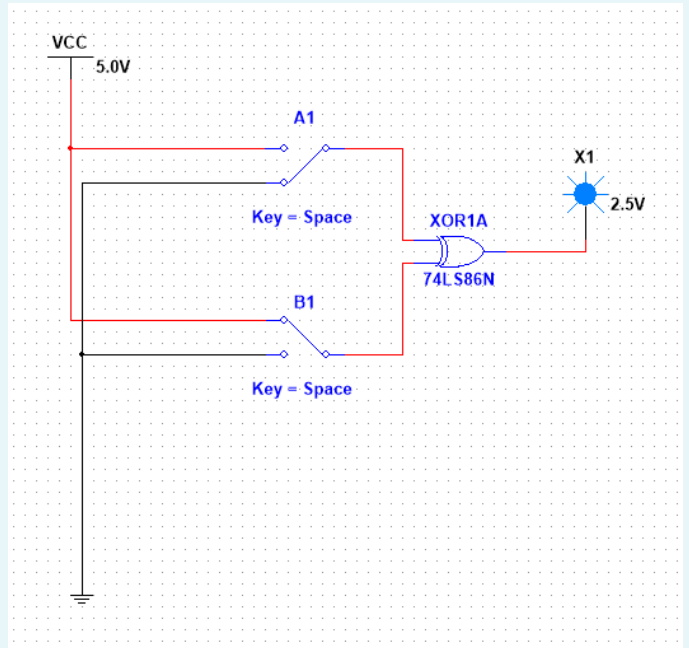 VCC
5.0V
A1
Key = Space
X1
2.5V
XOR1A
74LS86N
B1
Key = Space